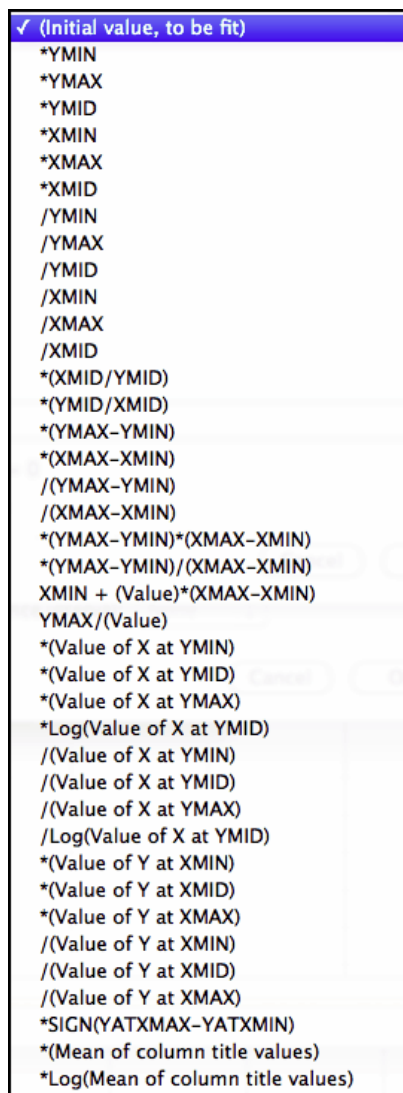 ✓ (Initial value, to be fit)
*YMIN
*YMAX
*YMID
*XMIN
*XMAX
*XMID
/YMIN
/YMAX
/YMID
/XMIN
/XMAX
/XMID
*(XMID/YMID)
*(YMID/XMID)
*(YMAX-YMIN)
*(XMAX-XMIN)
/(YMAX-YMIN)
/(XMAX-XMIN)
*(YMAX-YMIN)*(XMAX-XMIN)
*(YMAX-YMIN)/(XMAX-XMIN)
XMIN + (Value)*(XMAX-XMIN)
YMAX/(Value)
*(Value of X at YMIN)
*(Value of X at YMID)
*(Value of X at YMAX)
Cancel
*Log(Value of X at YMID)
/(Value of X at YMIN)
/(Value of X at YMID)
/(Value of X at YMAX)
/Log(Value of X at YMID)
*(Value of Y at XMIN)
*(Value of Y at XMID)
*(Value of Y at XMAX)
/(Value of Y at XMIN)
/(Value of Y at XMID)
/(Value of Y at XMAX)
*SIGN(YATXMAX-YATXMIN)
*(Mean of column title values)
*Log(Mean of column title values)